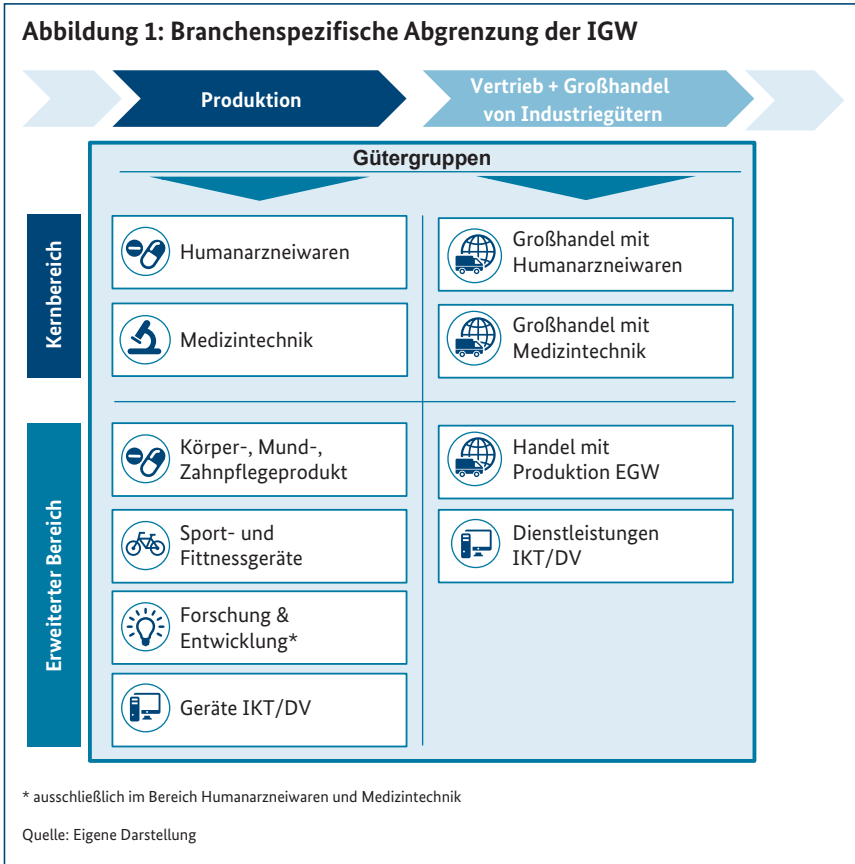 Abbildung 1: Branchenspezifische Abgrenzung der IGW
Produktion
Vertrieb + Großhandel
von Industriegütern
Gütergruppen
Kernbereich
Humanarzneiwaren
Großhandel mit
Humanarzneiwaren
Medizintechnik
Großhandel mit
Medizintechnik
Erweiterter Bereich
Körper-, Mund-,
Zahnpflegeprodukt
Handel mit
Produktion EGW
Sport- und
Fittnessgeräte
Dienstleistungen
IKT/DV
Forschung &
Entwicklung*
Geräte IKT/DV
* ausschließlich im Bereich Humanarzneiwaren und Medizintechnik
Quelle: Eigene Darstellung